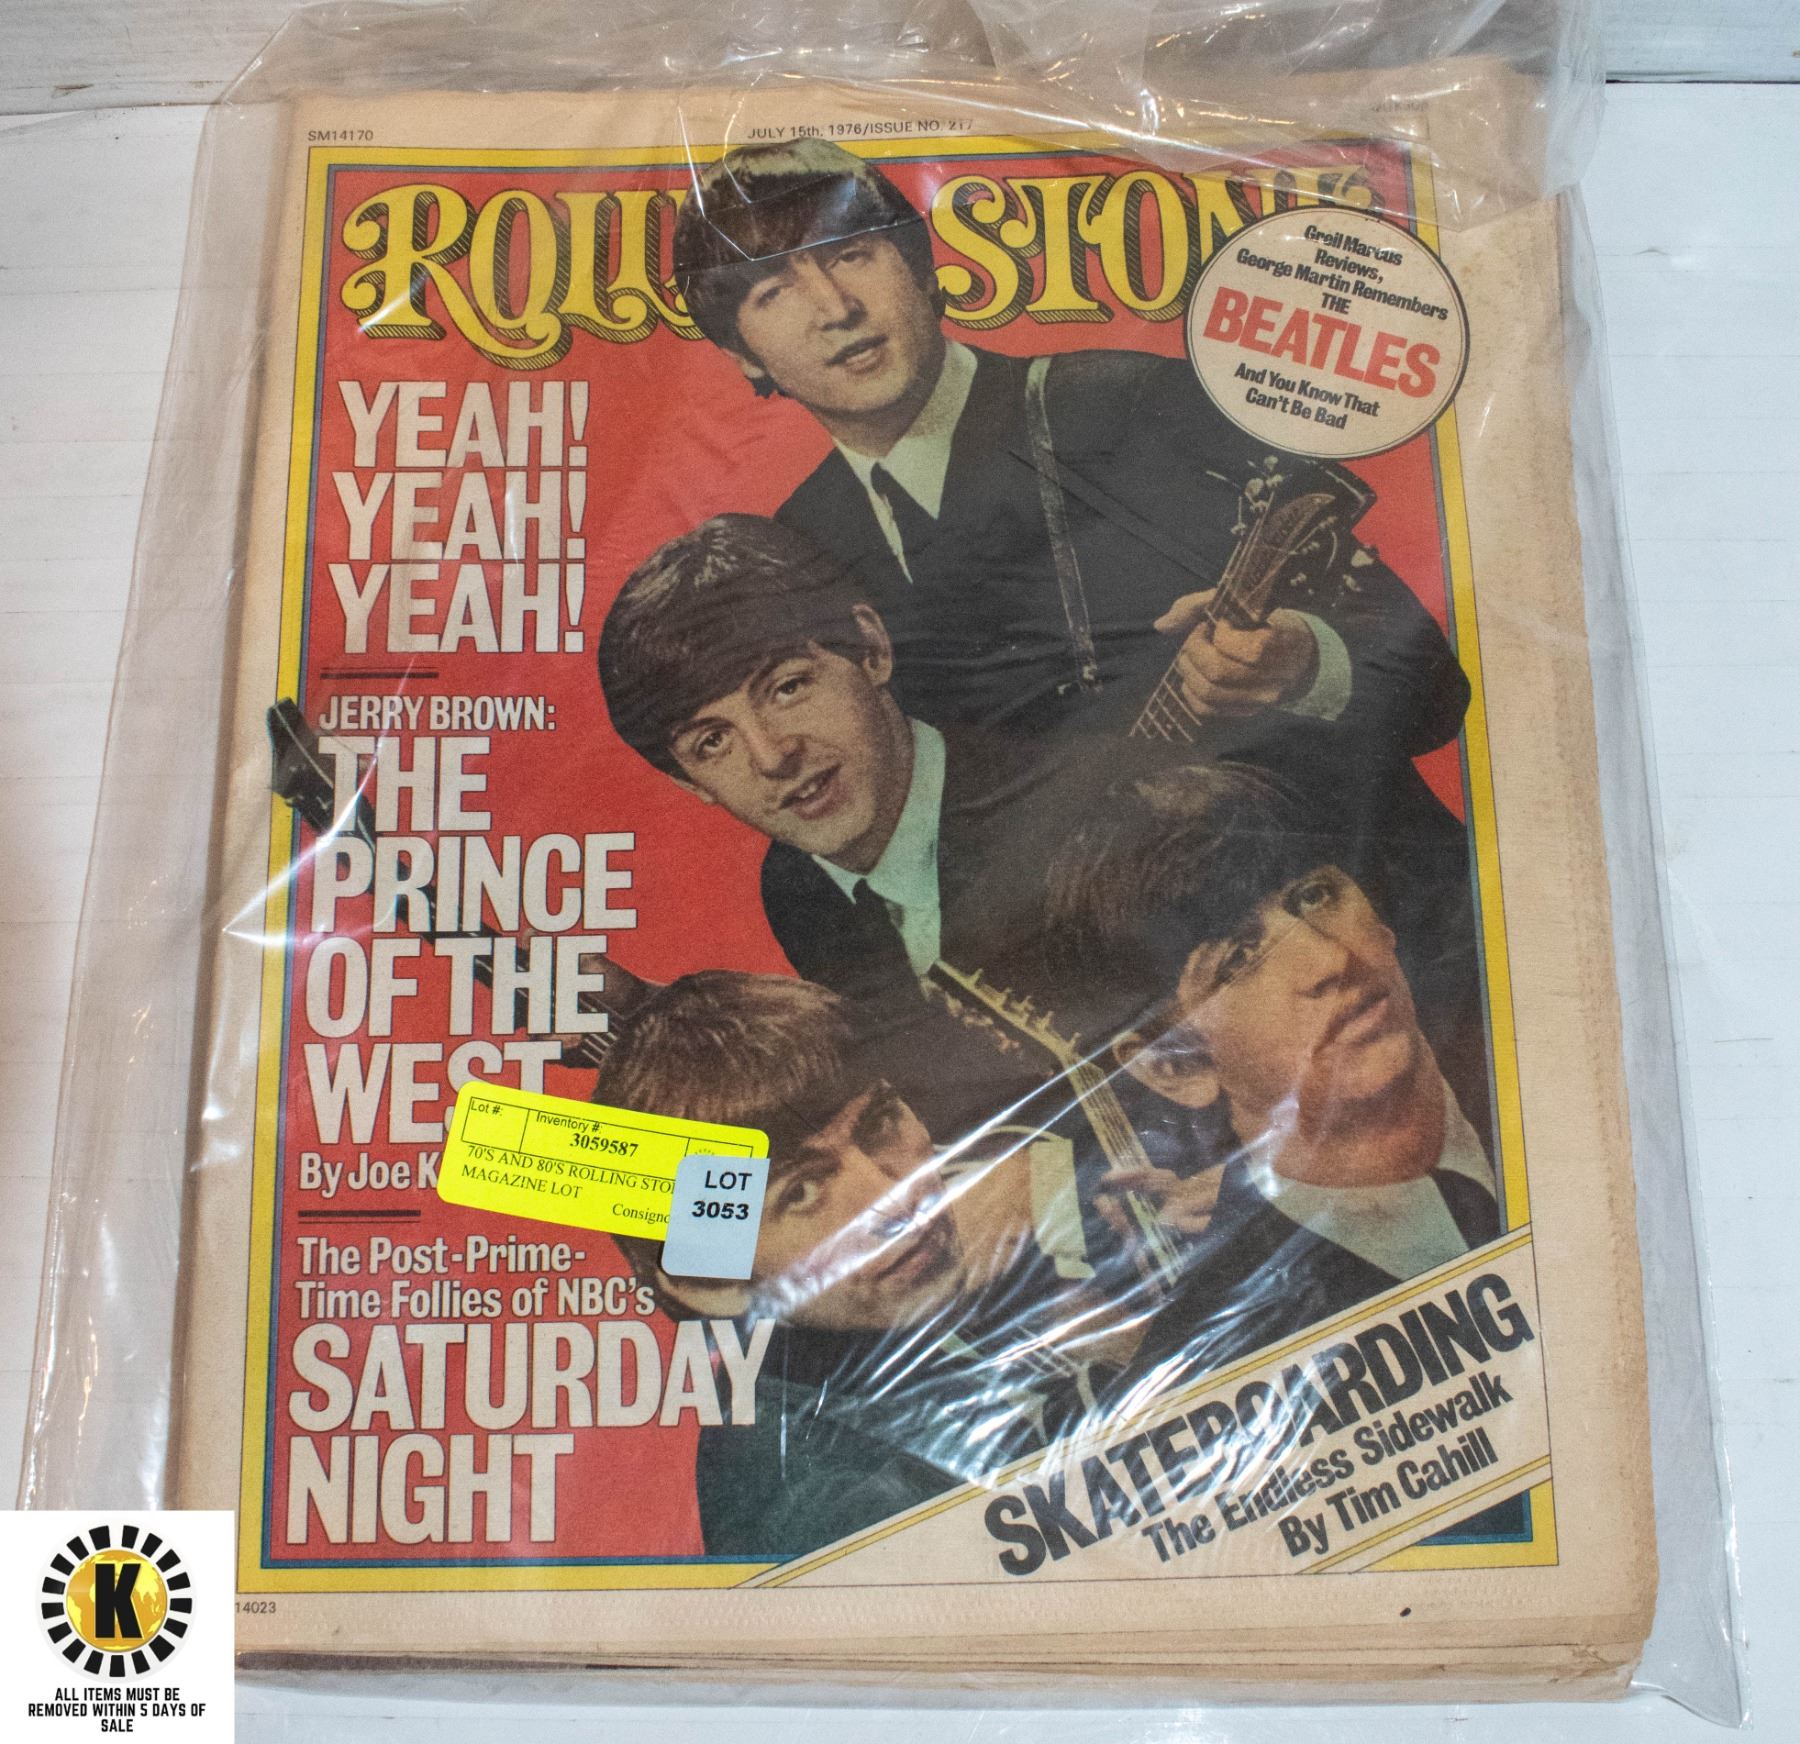 SM14170
JULY 15th, 1976/ISSUE NO. 217
ROLLING STONE
Greil Marcus
Reviews,
George Martin Remembers
THE
BEATLES
And You Know That
Can't Be Bad
YEAH!
YEAH!
YEAH!
JERRY BROWN:
THE
PRINCE
OF THE
WEST
By Joe K
Lot #:
Inventory #:
3059587
70'S AND 80'S ROLLING STO
MAGAZINE LOT
Consign
LOT
3053
The Post-Prime-
Time Follies of NBC's
SATURDAY
NIGHT
SKATEBOARDING
The Endless Sidewalk
By Tim Cahill
14023
K
ALL ITEMS MUST BE
REMOVED WITHIN 5 DAYS OF
SALE